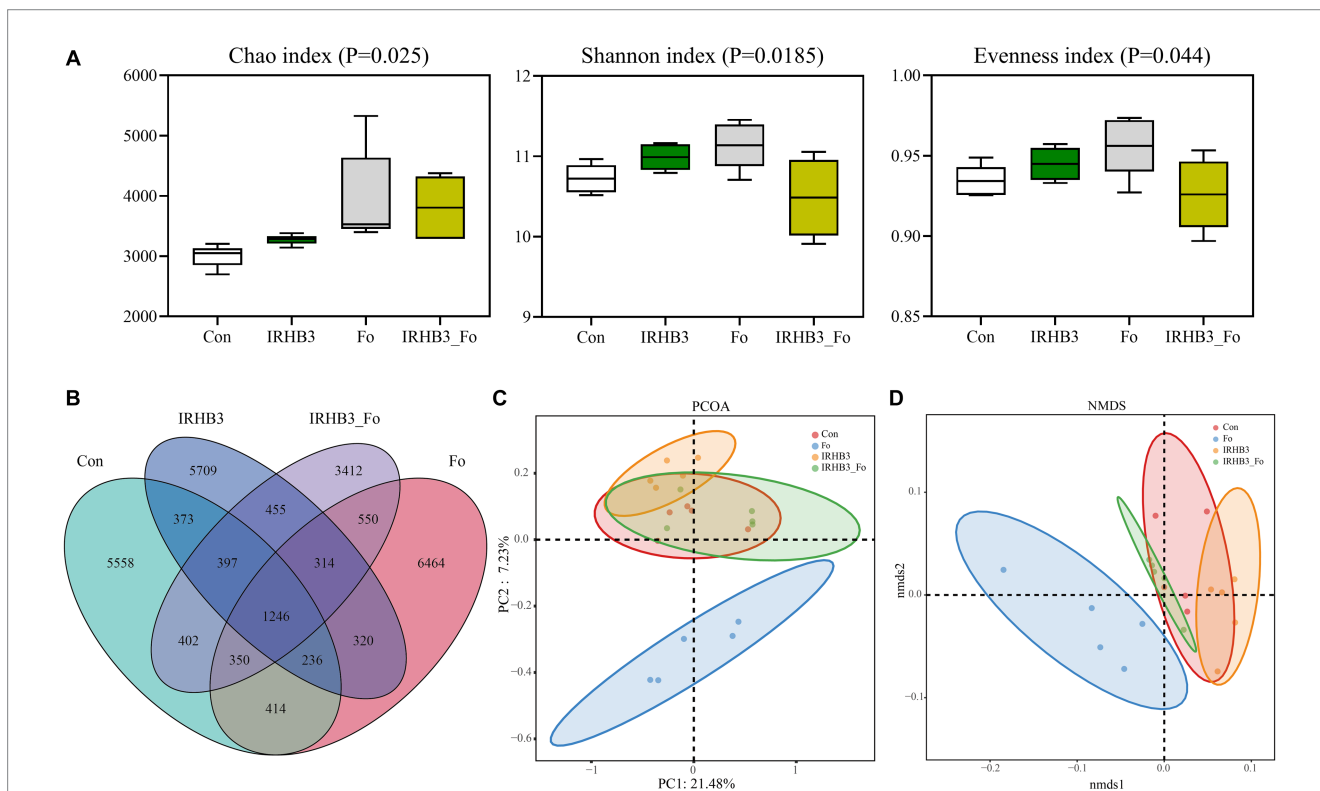 A
Chao index (P=0.025)
6000
5000
4000
3000
2000
Con IRHB3 Fo IRHB3_Fo
Shannon index (P=0.0185)
12
11
10
9
Con IRHB3 Fo IRHB3_Fo
Evenness index (P=0.044)
1.00
0.95
0.90
0.85
Con IRHB3 Fo IRHB3_Fo
B
IRHB3 IRHB3_Fo
Con Fo
5709 3412
373 455 550
5558 397 314 6464
1246
402 350 236 320
414
C
PCOA
Con
Fo
IRHB3
IRHB3_Fo
0.2
0.0
−0.2
−0.4
−0.6
PC2 : 7.23%
−1 0 1
PC1: 21.48%
D
NMDS
Con
Fo
IRHB3
IRHB3_Fo
0.1
0.0
−0.1
nmds2
−0.2 −0.1 0.0 0.1
nmds1